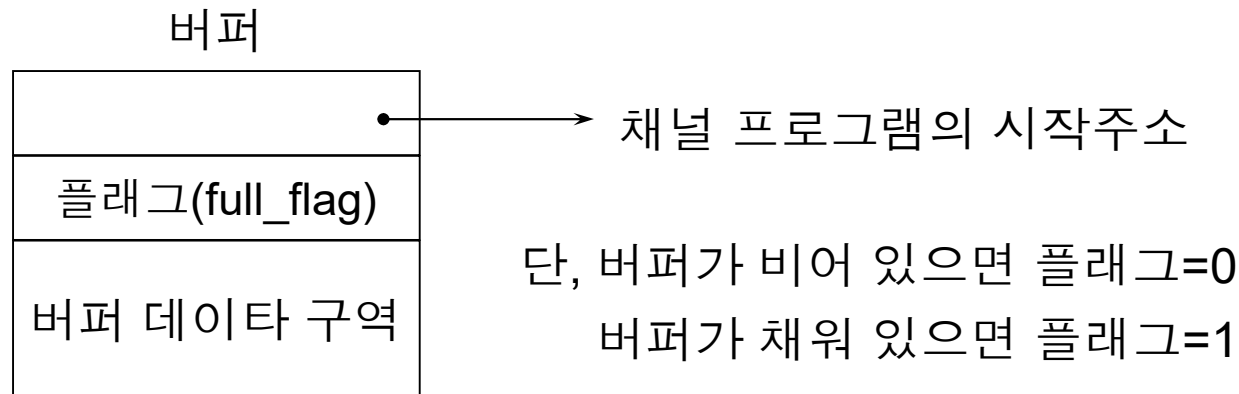 버퍼
채널 프로그램의 시작주소
플래그(full_flag)
단, 버퍼가 비어 있으면 플래그=0
버퍼 데이타 구역
버퍼가 채워 있으면 플래그=1